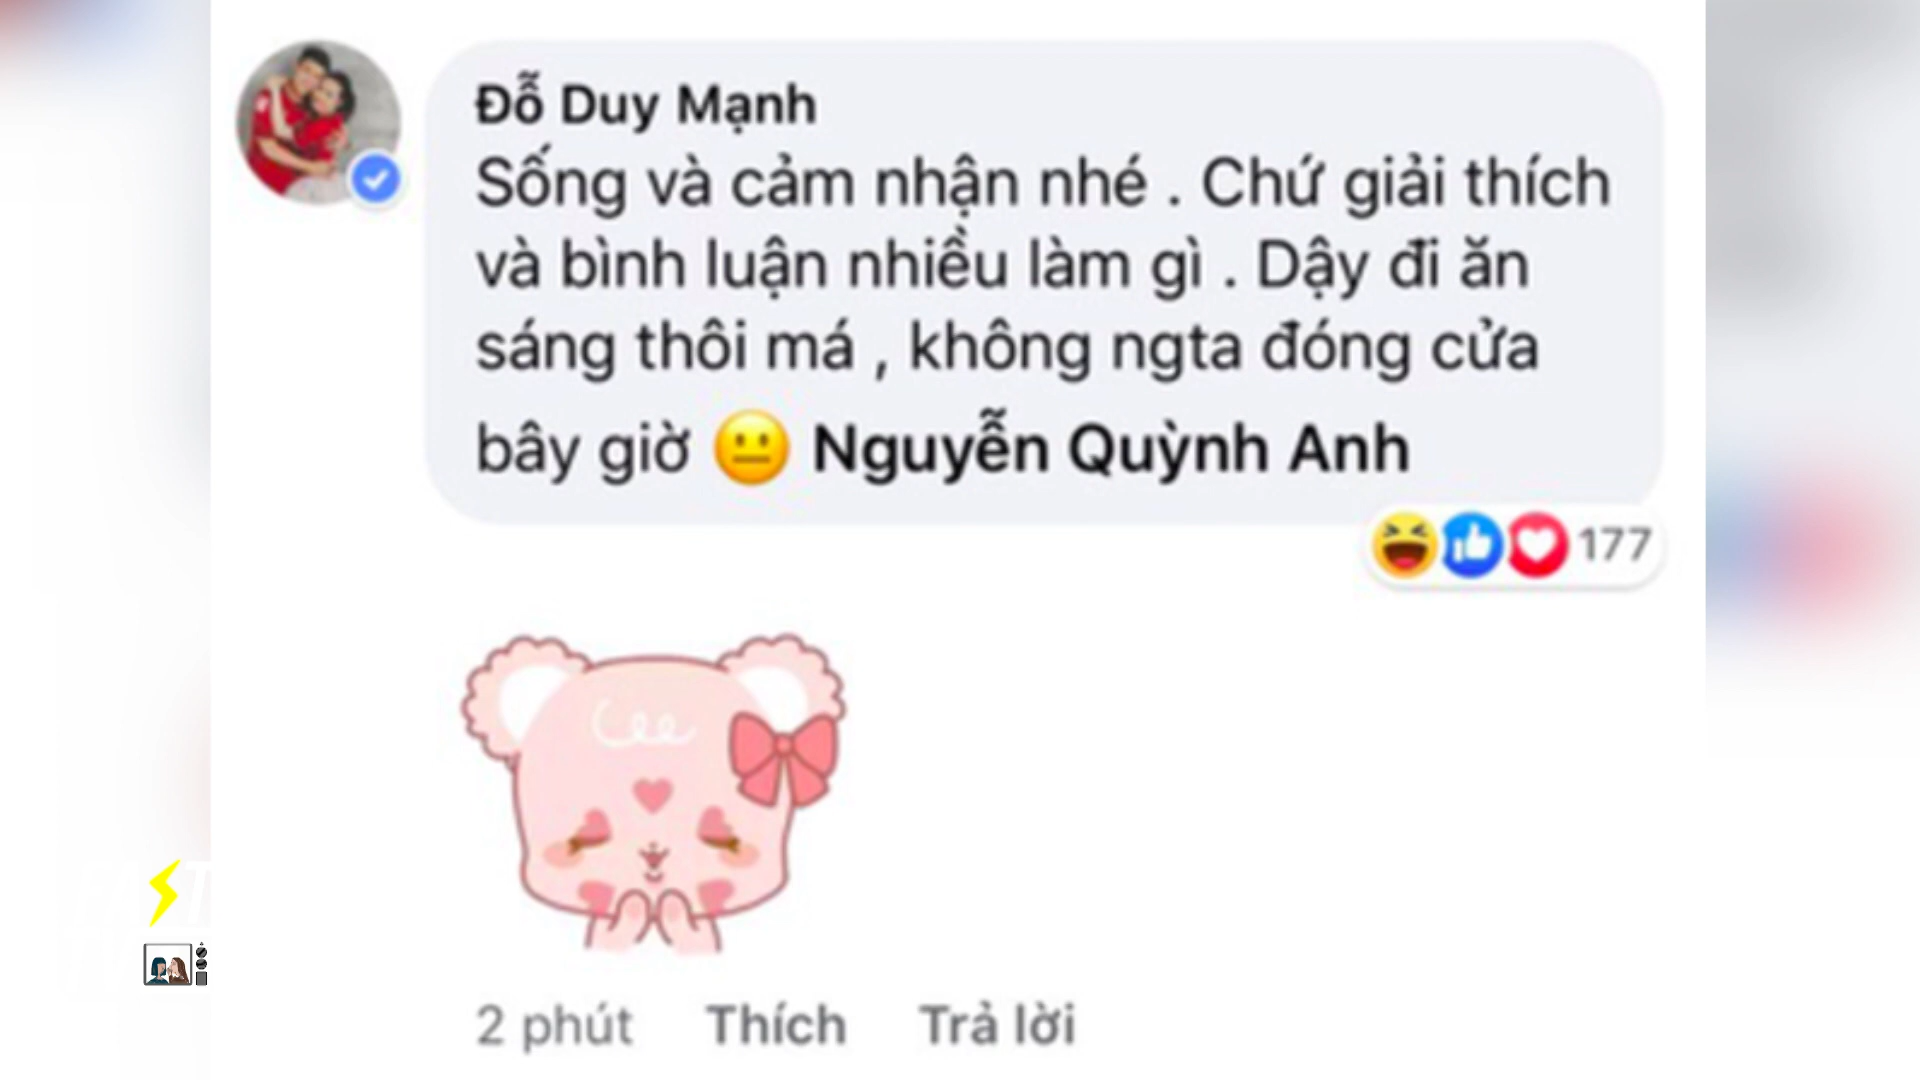 Đỗ Duy Mạnh
Sống và cảm nhận nhé . Chứ giải thích
và bình luận nhiều làm gì . Dậy đi ăn
sáng thôi má , không ngta đóng cửa
bây giờ 😐 Nguyễn Quỳnh Anh
177
Cee
2 phút Thích Trả lời